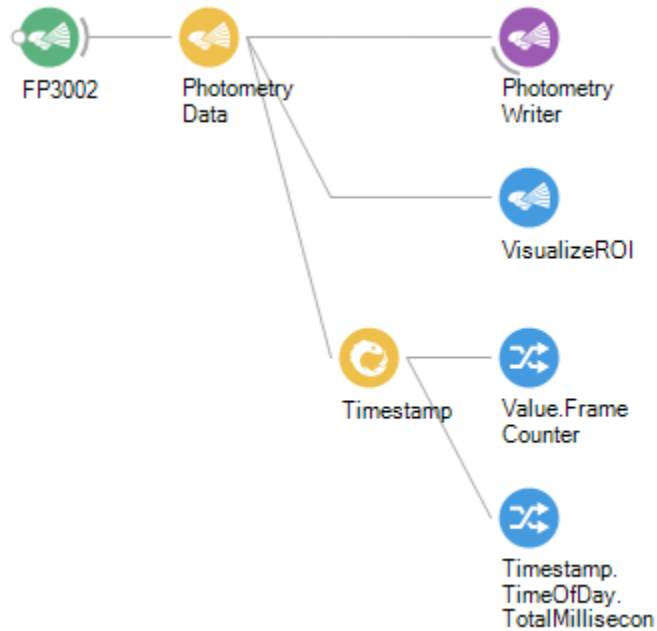 FP3002
Photometry
Data
Photometry
Writer
VisualizeROI
Timestamp
Value.Frame
Counter
Timestamp.
TimeOfDay.
TotalMillisecon